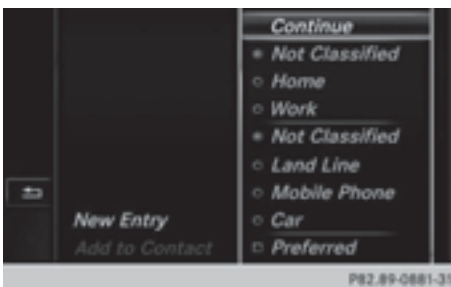 Continue
Not Classified
Home
Work
Not Classified
Land Line
Mobile Phone
New Entry
Car
Add to Contact
Preferred
P82.89-0881-31